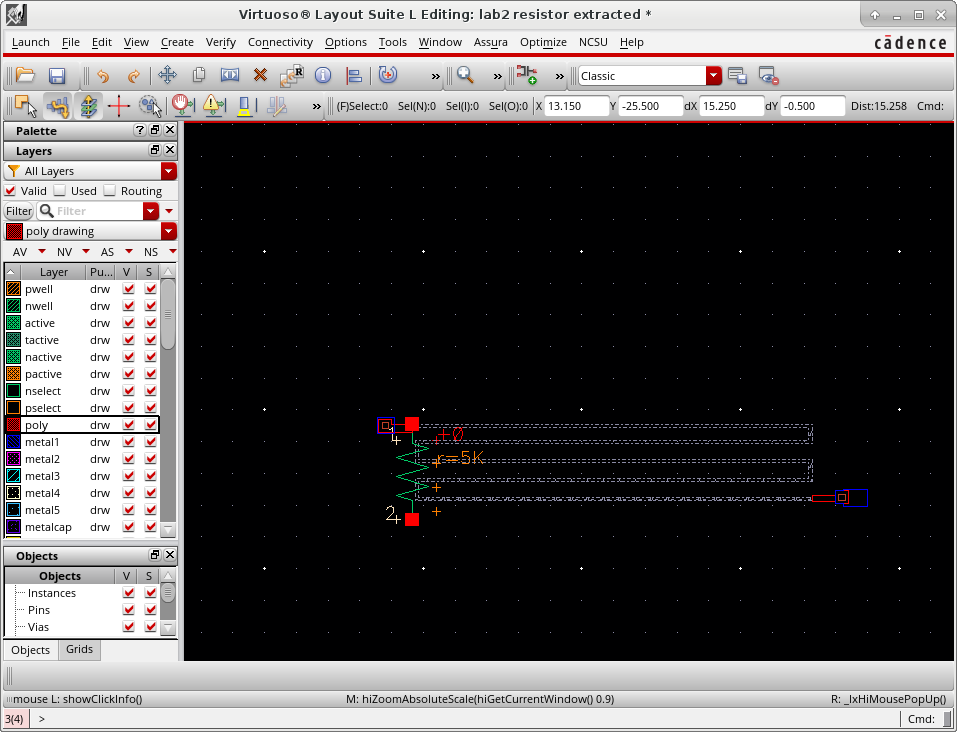 Virtuoso® Layout Suite L Editing: lab2 resistor extracted *
Launch File Edit View Create Verify Connectivity Options Tools Window Assura Optimize NCSU Help
cādence
» » » Classic
» (F)Select:0 Sel(N):0 Sel(I):0 Sel(O):0 X 13.150 Y -25.500 dX 15.250 dY -0.500 Dist:15.258 Cmd:
Palette
Layers
All Layers
Valid Used Routing
Filter Filter
poly drawing
AV NV AS NS
Layer Pu... V S
pwell drw
nwell drw
active drw
tactive drw
nactive drw
pactive drw
nselect drw
pselect drw
poly drw
metal1 drw
metal2 drw
metal3 drw
metal4 drw
metal5 drw
metalcap drw
r=5K
2
Objects
Objects V S
Instances
Pins
Vias
Objects Grids
mouse L: showClickInfo() M: hiZoomAbsoluteScale(hiGetCurrentWindow() 0.9) R: _lxHiMousePopUp()
3(4) > Cmd: